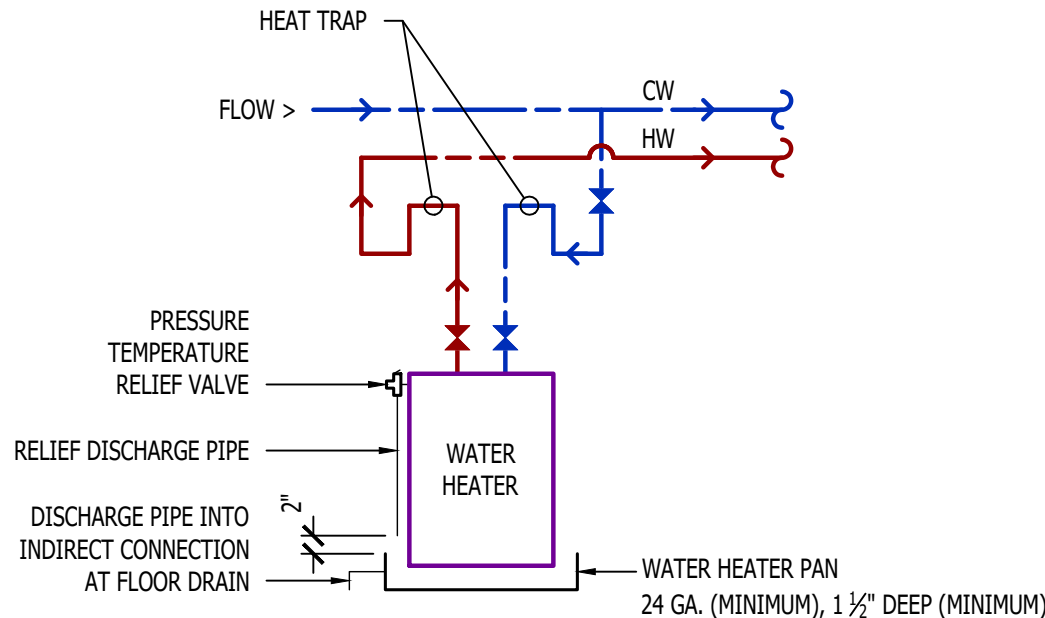 HEAT TRAP
FLOW >
CW
HW
PRESSURE
TEMPERATURE
RELIEF VALVE
RELIEF DISCHARGE PIPE
WATER
HEATER
2"
DISCHARGE PIPE INTO
INDIRECT CONNECTION
AT FLOOR DRAIN
WATER HEATER PAN
24 GA. (MINIMUM), 1 ½" DEEP (MINIMUM)